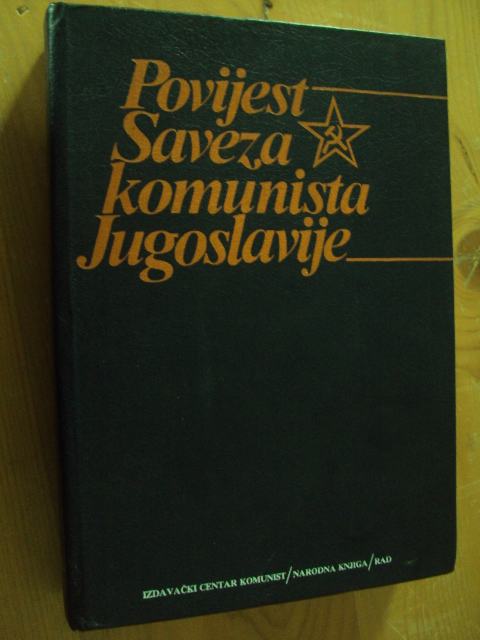 Povijest
Saveza
komunista
Jugoslavije
IZDAVAČKI CENTAR KOMUNIST/NARODNA KNJIGA/RAD